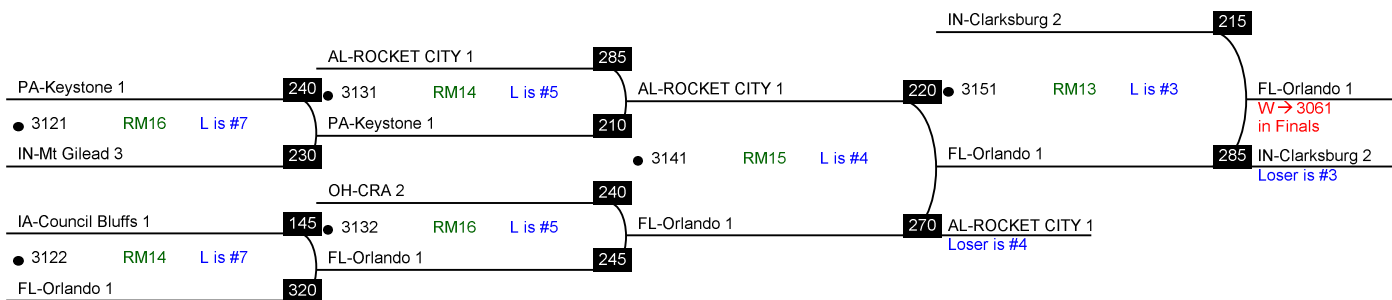 IN-Clarksburg 2
215
AL-ROCKET CITY 1
285
PA-Keystone 1
240
3131 RM14 L is #5
AL-ROCKET CITY 1
220
3151 RM13 L is #3
FL-Orlando 1
W→3061
in Finals
3121 RM16 L is #7
PA-Keystone 1
210
IN-Mt Gilead 3
230
3141 RM15 L is #4
FL-Orlando 1
285
IN-Clarksburg 2
Loser is #3
OH-CRA 2
240
IA-Council Bluffs 1
145
3132 RM16 L is #5
FL-Orlando 1
270
AL-ROCKET CITY 1
Loser is #4
3122 RM14 L is #7
FL-Orlando 1
245
FL-Orlando 1
320